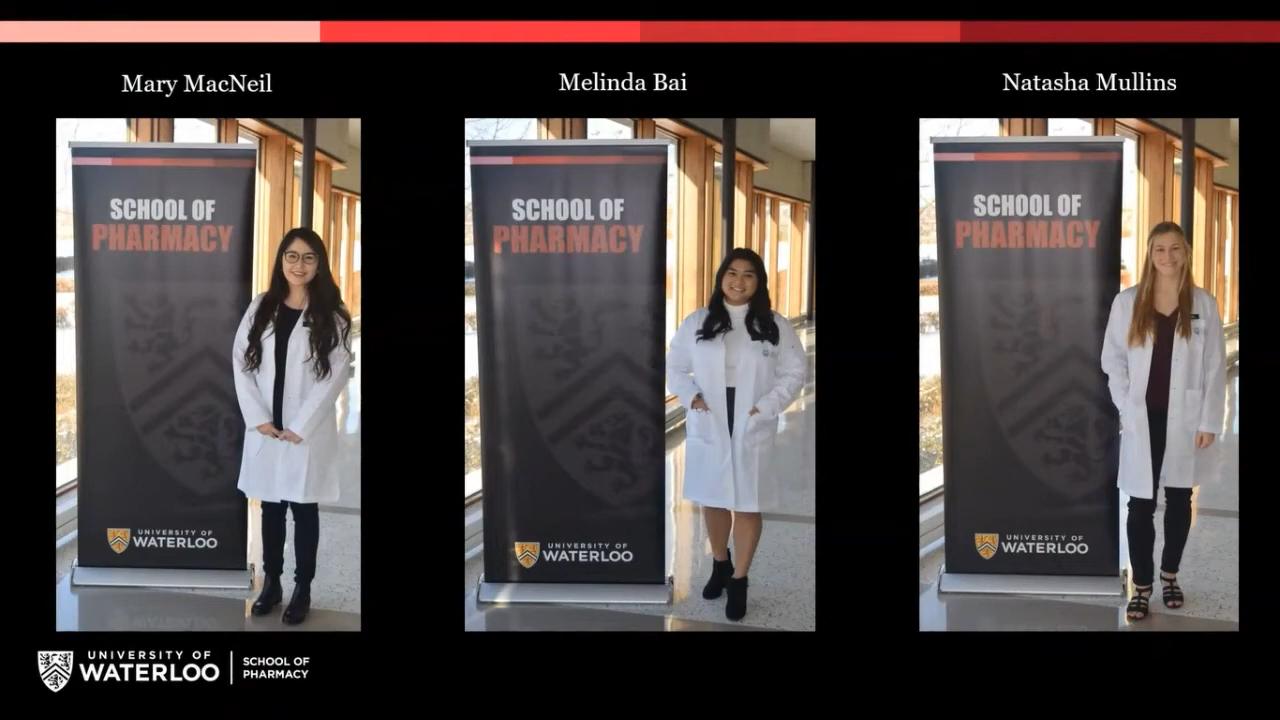 Mary MacNeil
Melinda Bai
Natasha Mullins
SCHOOL OF
PHARMACY
UNIVERSITY OF
WATERLOO
SCHOOL OF
PHARMACY
UNIVERSITY OF
WATERLOO
SCHOOL OF
PHARMACY
UNIVERSITY OF
WATERLOO
UNIVERSITY OF
WATERLOO
SCHOOL OF
PHARMACY